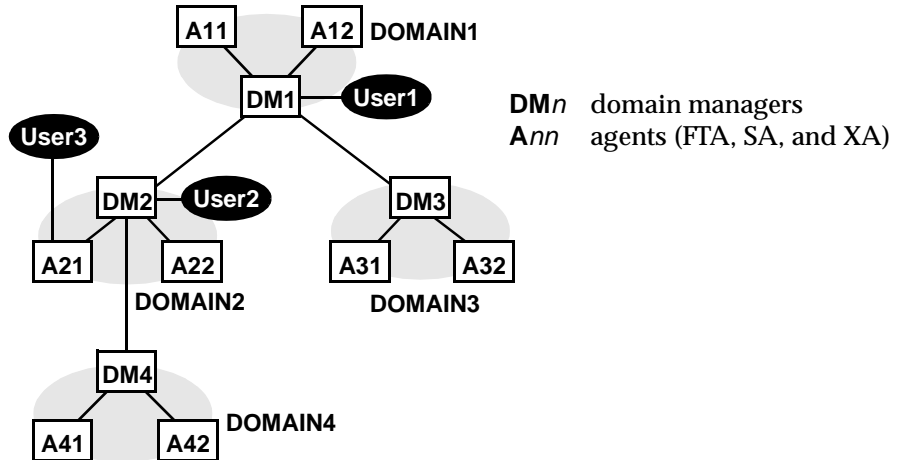 A11
A12
DOMAIN1
DM1
User1
DMn domain managers
Ann agents (FTA, SA, and XA)
User3
DM2
User2
DM3
A21
A22
A31
A32
DOMAIN2
DOMAIN3
DM4
DOMAIN4
A41
A42